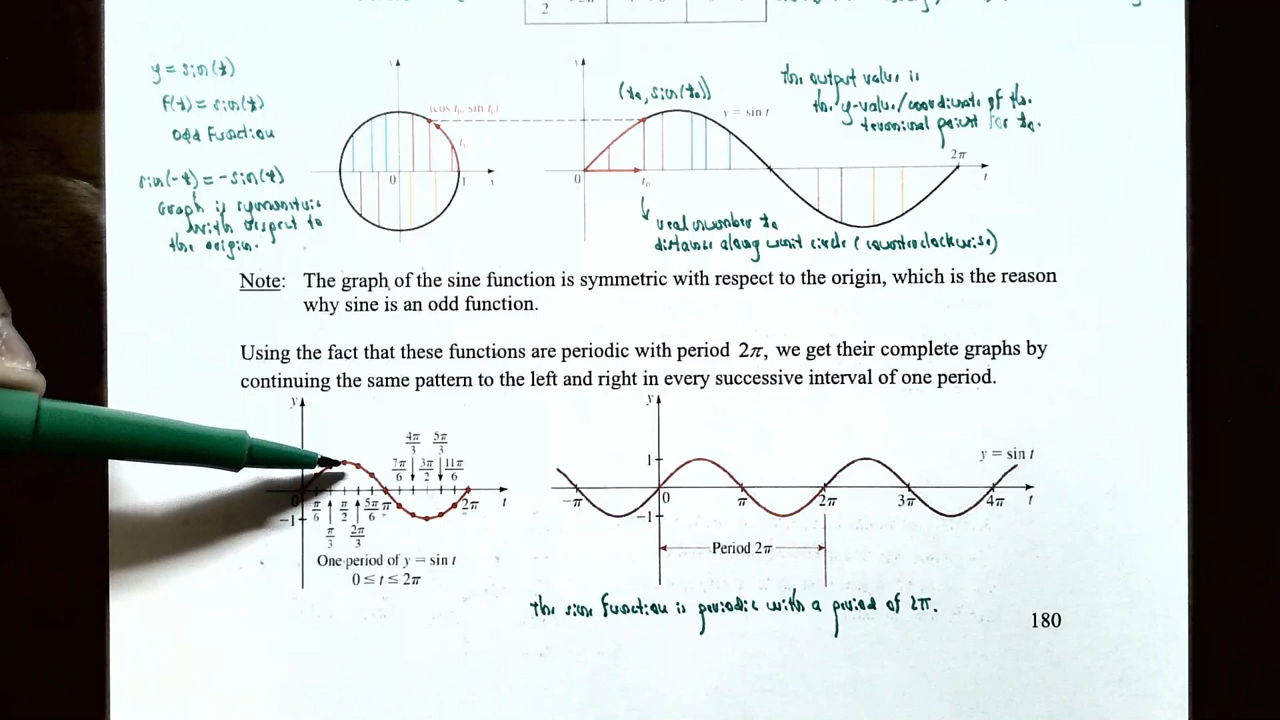 2
y = sin(t)
f(t) = sin(t)
odd function
sin(-t) = -sin(t)
Graph is symmetric
with respect to
the origin.
(cos t₀, sin t₀)
t₀
0
1
x
(t₀, sin(t₀))
y = sin t
0
t₀
2π
t
the output value is
the y-value/coordinate of the
terminal point for t₀.
real number t₀
distance along unit circle (counterclockwise)
Note: The graph of the sine function is symmetric with respect to the origin, which is the reason
why sine is an odd function.
Using the fact that these functions are periodic with period 2π, we get their complete graphs by
continuing the same pattern to the left and right in every successive interval of one period.
y
4π/3 5π/3
7π/6 3π/2 11π/6
0
π/6 π/2 5π/6 π 2π t
-1
π/3 2π/3
One period of y = sin t
0 ≤ t ≤ 2π
y
1
y = sin t
-π 0 π 2π 3π 4π t
-1
Period 2π
the sine function is periodic with a period of 2π.
180